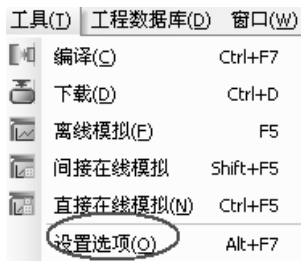 工具(T) 工程数据库(D) 窗口(W)
编译(C) Ctrl+F7
下载(D) Ctrl+D
离线模拟(F) F5
间接在线模拟 Shift+F5
直接在线模拟(N) Ctrl+F5
设置选项(O) Alt+F7